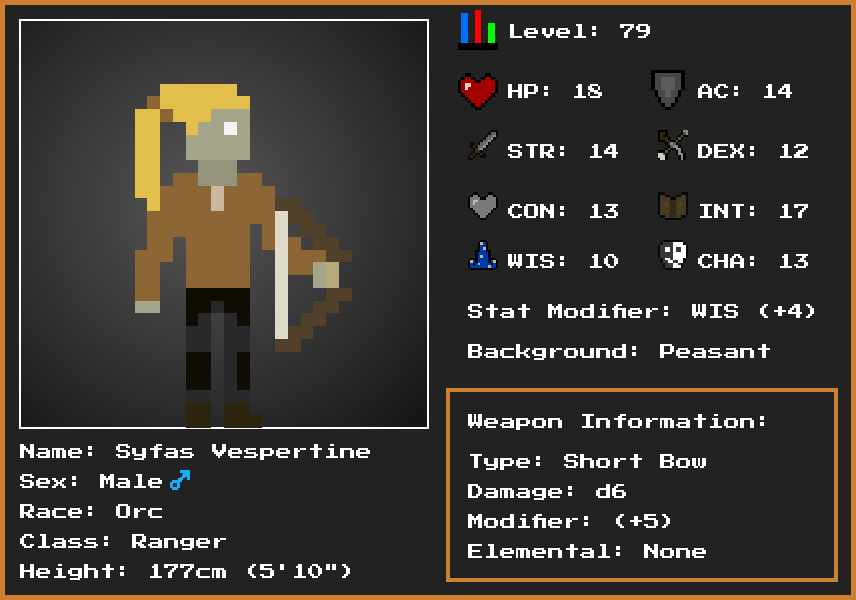 Level: 79
HP: 18 AC: 14
STR: 14 DEX: 12
CON: 13 INT: 17
WIS: 10 CHA: 13
Stat Modifier: WIS (+4)
Background: Peasant
Weapon Information:
Type: Short Bow
Damage: d6
Modifier: (+5)
Elemental: None
Name: Syfas Vespertine
Sex: Male ♂
Race: Orc
Class: Ranger
Height: 177cm (5'10")